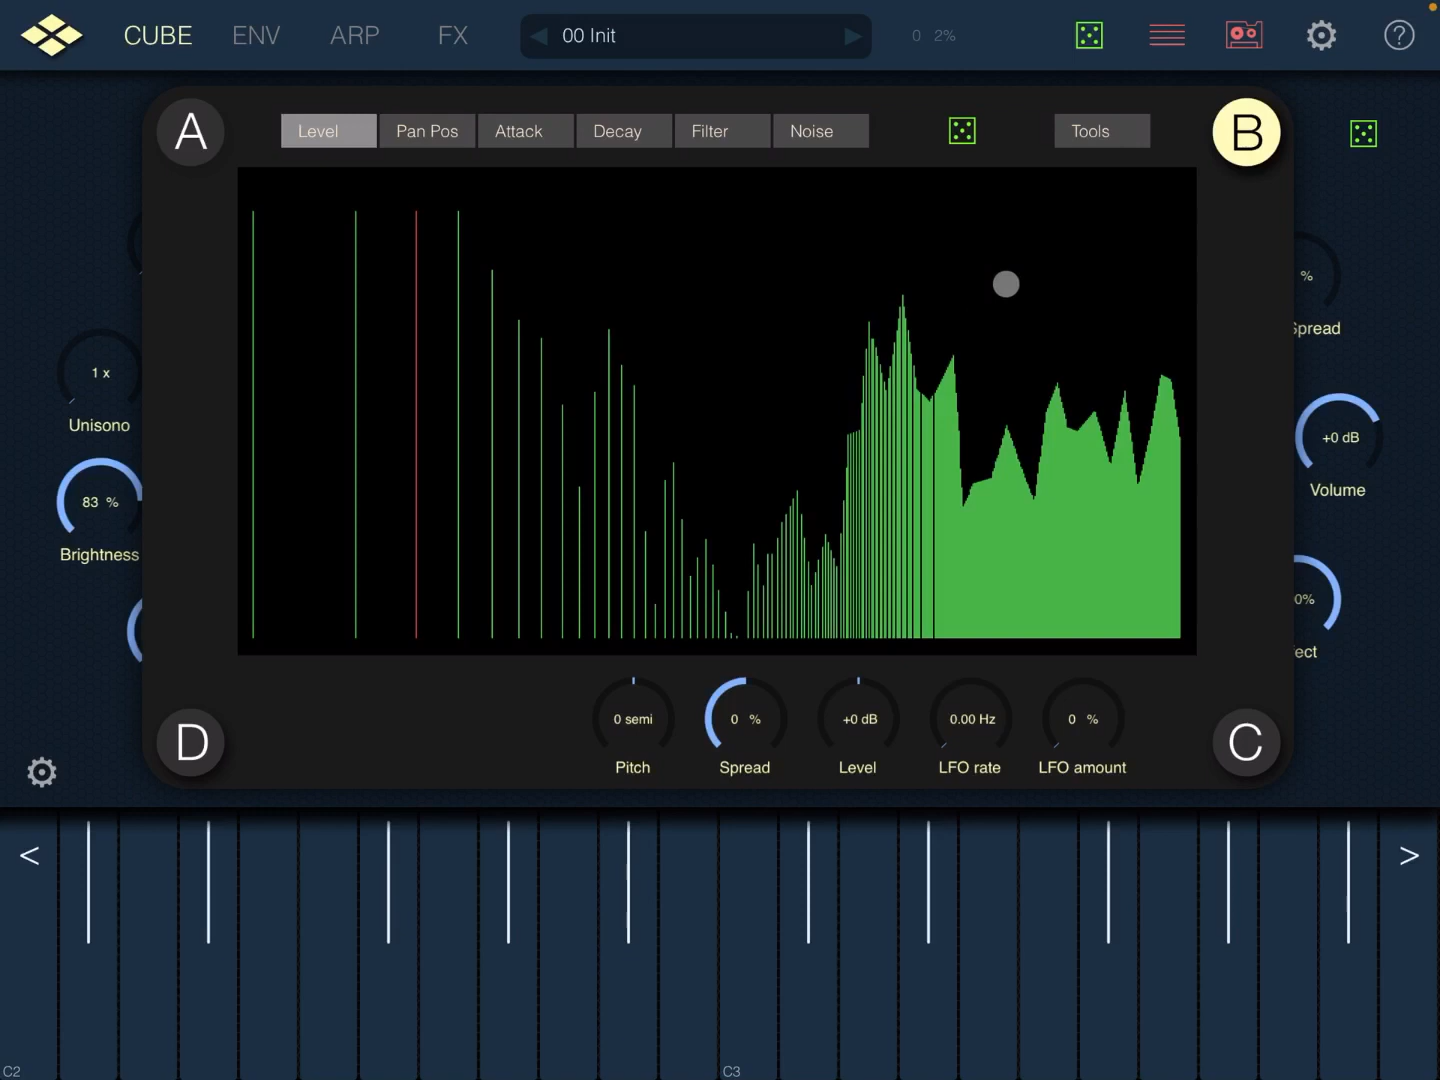 CUBE ENV ARP FX 00 Init 0 2%
A Level Pan Pos Attack Decay Filter Noise Tools B
%
Spread
1 x
Unisono
+0 dB
Volume
83 %
Brightness
0%
ect
D 0 semi 0 % +0 dB 0.00 Hz 0 % C
Pitch Spread Level LFO rate LFO amount
< >
C2 C3